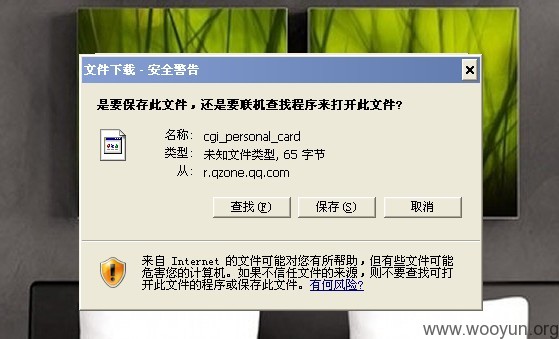 文件下载 - 安全警告
是要保存此文件，还是要联机查找程序来打开此文件?
名称: cgi_personal_card
类型: 未知文件类型, 65 字节
从: r.qzone.qq.com
查找(F) 保存(S) 取消
来自 Internet 的文件可能对您有所帮助，但有些文件可能
危害您的计算机。如果不信任文件的来源，则不要查找可打
开此文件的程序或保存此文件。有何风险?
www.wooyun.org